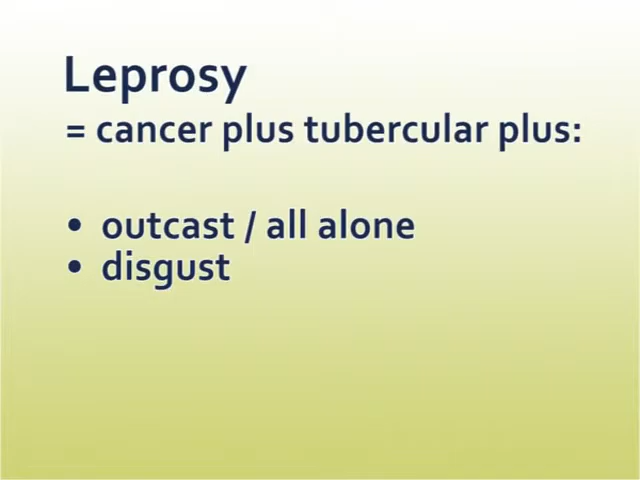 Leprosy
= cancer plus tubercular plus:
• outcast / all alone
• disgust